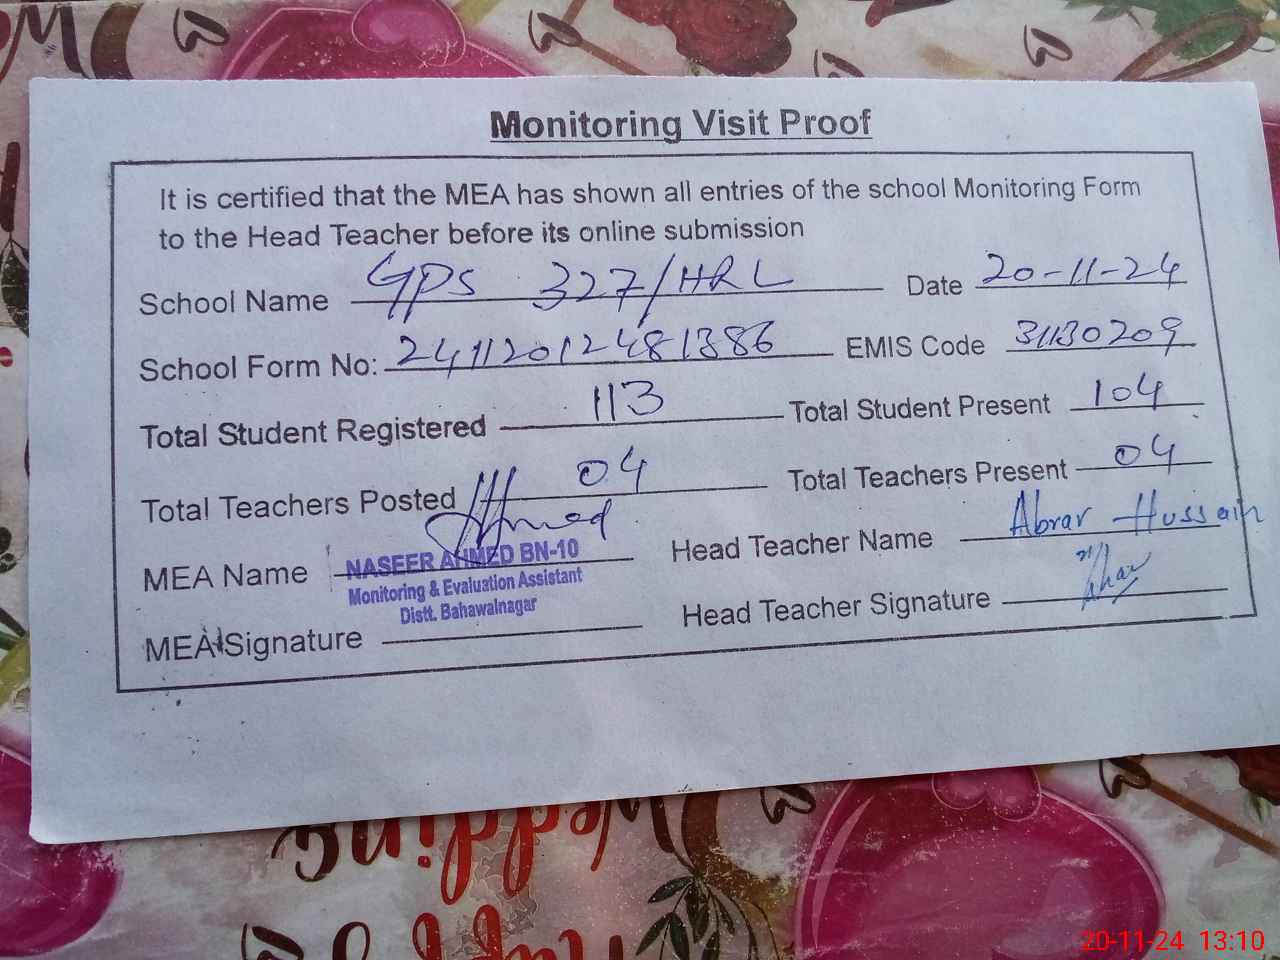 Monitoring Visit Proof
It is certified that the MEA has shown all entries of the school Monitoring Form
to the Head Teacher before its online submission
School Name GPS 327/HRL Date 20-11-24
School Form No: 2411201248 1386 EMIS Code 31130209
Total Student Registered 113 Total Student Present 104
Total Teachers Posted 04 Total Teachers Present 04
Ahmed
MEA Name NASEER AHMED BN-10 Head Teacher Name Abrar Hussain
Monitoring & Evaluation Assistant
Distt. Bahawalnagar
MEA Signature Head Teacher Signature
Wedding
20-11-24 13:10